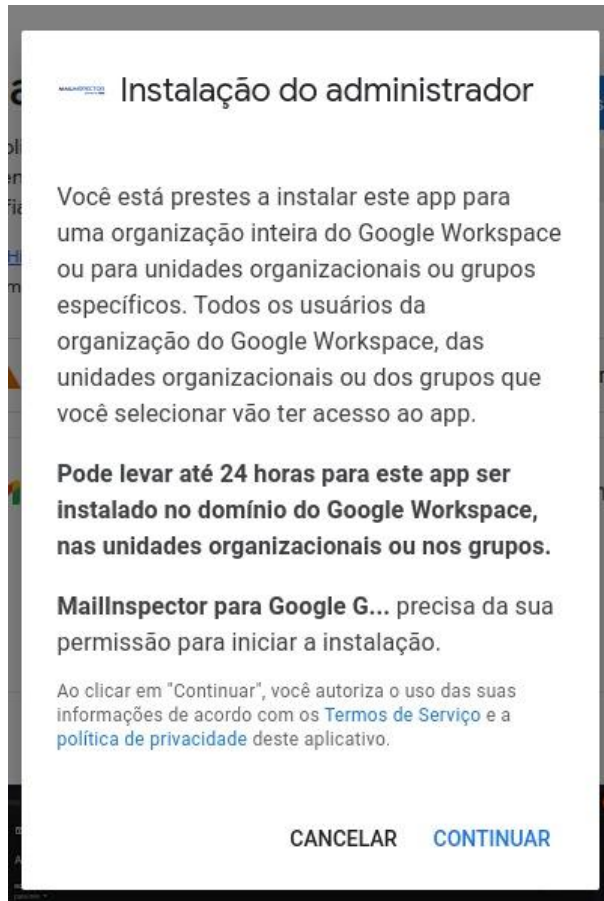 Instalação do administrador
Você está prestes a instalar este app para
uma organização inteira do Google Workspace
ou para unidades organizacionais ou grupos
específicos. Todos os usuários da
organização do Google Workspace, das
unidades organizacionais ou dos grupos que
você selecionar vão ter acesso ao app.
Pode levar até 24 horas para este app ser
instalado no domínio do Google Workspace,
nas unidades organizacionais ou nos grupos.
MailInspector para Google G... precisa da sua
permissão para iniciar a instalação.
Ao clicar em "Continuar", você autoriza o uso das suas
informações de acordo com os Termos de Serviço e a
política de privacidade deste aplicativo.
CANCELAR CONTINUAR